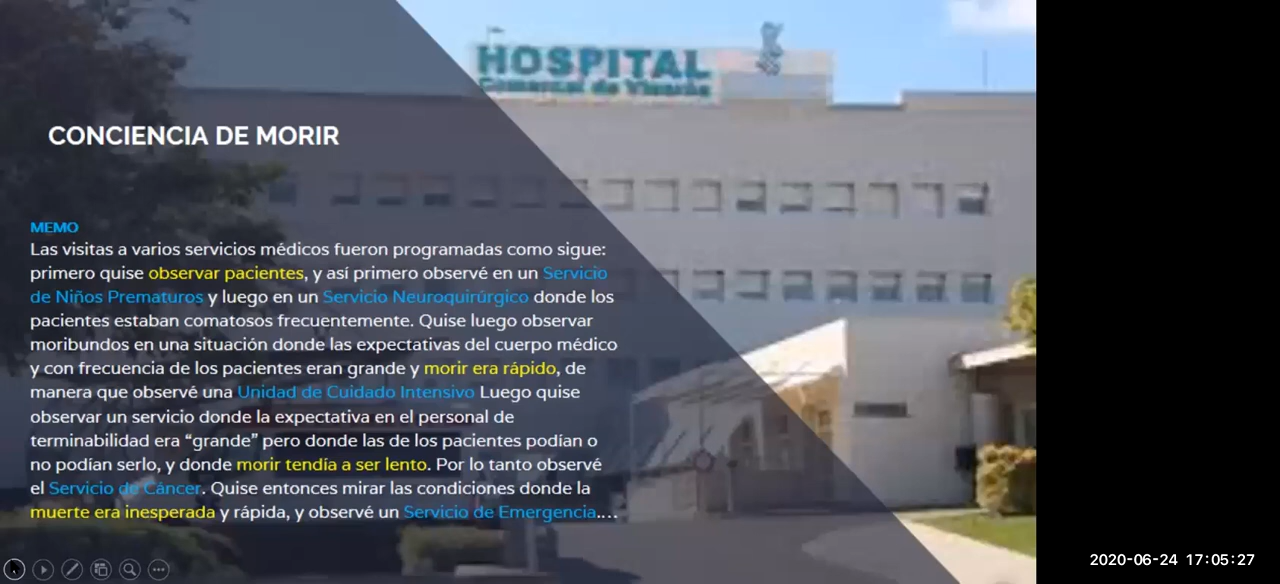 HOSPITAL
Comarcal de Vinaròs
CONCIENCIA DE MORIR
MEMO
Las visitas a varios servicios médicos fueron programadas como sigue:
primero quise observar pacientes, y así primero observé en un Servicio
de Niños Prematuros y luego en un Servicio Neuroquirúrgico donde los
pacientes estaban comatosos frecuentemente. Quise luego observar
moribundos en una situación donde las expectativas del cuerpo médico
y con frecuencia de los pacientes eran grande y morir era rápido, de
manera que observé una Unidad de Cuidado Intensivo Luego quise
observar un servicio donde la expectativa en el personal de
terminabilidad era “grande” pero donde las de los pacientes podían o
no podían serlo, y donde morir tendía a ser lento. Por lo tanto observé
el Servicio de Cáncer. Quise entonces mirar las condiciones donde la
muerte era inesperada y rápida, y observé un Servicio de Emergencia.…
2020-06-24 17:05:27